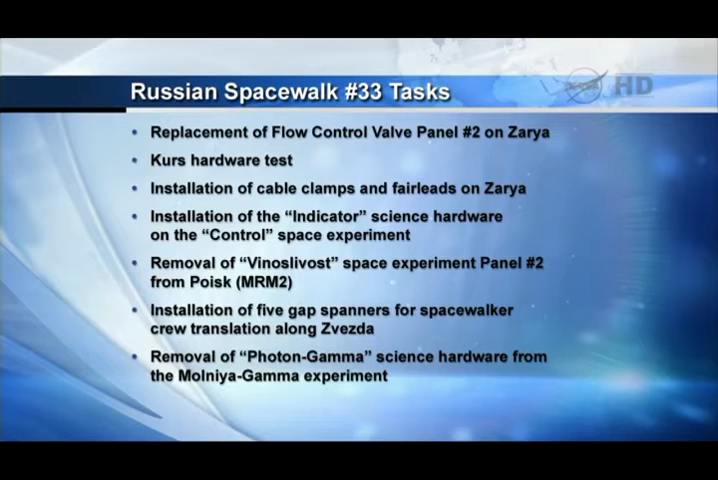 Russian Spacewalk #33 Tasks
HD
• Replacement of Flow Control Valve Panel #2 on Zarya
• Kurs hardware test
• Installation of cable clamps and fairleads on Zarya
• Installation of the “Indicator” science hardware
on the “Control” space experiment
• Removal of “Vinoslivost” space experiment Panel #2
from Poisk (MRM2)
• Installation of five gap spanners for spacewalker
crew translation along Zvezda
• Removal of “Photon-Gamma” science hardware from
the Molniya-Gamma experiment